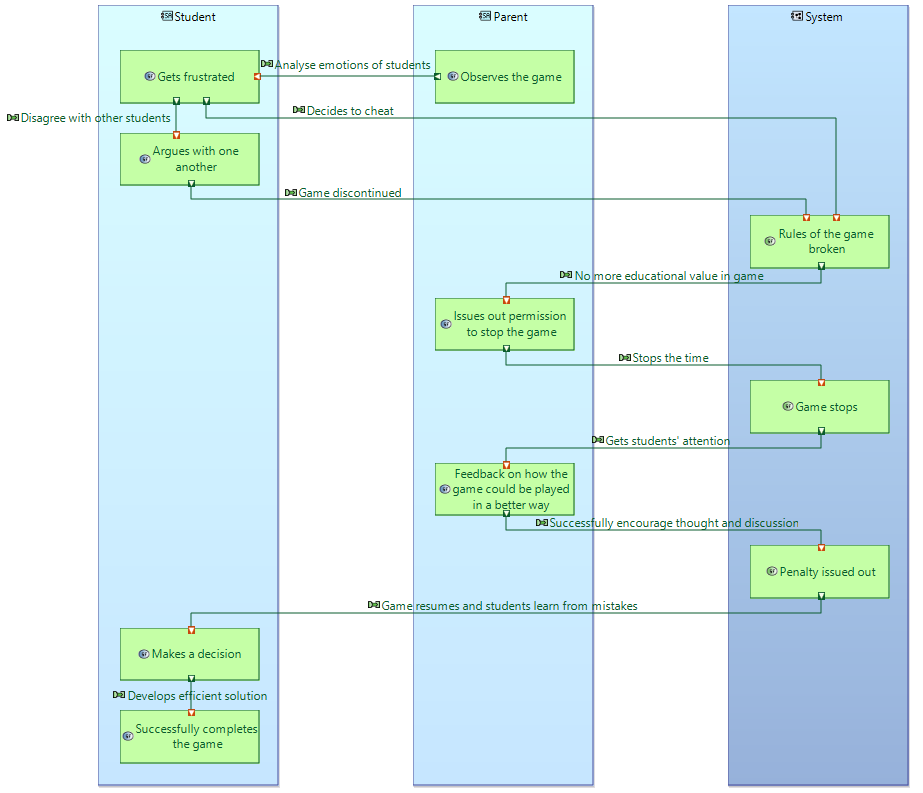 Student
Parent
System
Analyse emotions of students
Gets frustrated
Observes the game
Decides to cheat
Disagree with other students
Argues with one
another
Game discontinued
Rules of the game
broken
No more educational value in game
Issues out permission
to stop the game
Stops the time
Game stops
Gets students' attention
Feedback on how the
game could be played
in a better way
Successfully encourage thought and discussion
Penalty issued out
Game resumes and students learn from mistakes
Makes a decision
Develops efficient solution
Successfully completes
the game